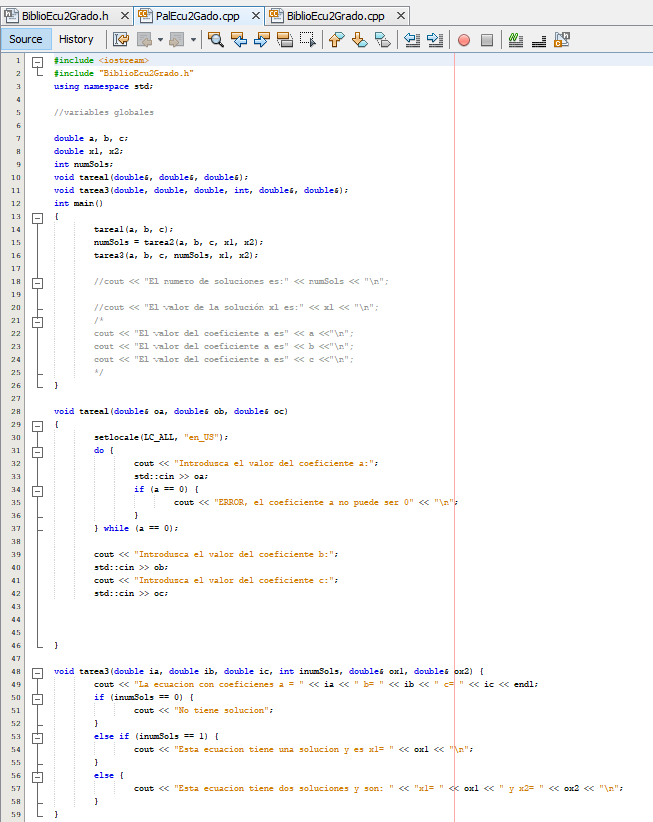 BiblioEcu2Grado.h PalEcu2Gado.cpp BiblioEcu2Grado.cpp
Source History
1 #include <iostream>
2 #include "BiblioEcu2Grado.h"
3 using namespace std;
4
5 //variables globales
6
7 double a, b, c;
8 double x1, x2;
9 int numSols;
10 void tarea1(double&, double&, double&);
11 void tarea3(double, double, double, int, double&, double&);
12 int main()
13 {
14 tarea1(a, b, c);
15 numSols = tarea2(a, b, c, x1, x2);
16 tarea3(a, b, c, numSols, x1, x2);
17
18 //cout << "El numero de soluciones es:" << numSols << "\n";
19
20 //cout << "El valor de la solución x1 es:" << x1 << "\n";
21 /*
22 cout << "El valor del coeficiente a es" << a <<"\n";
23 cout << "El valor del coeficiente a es" << b <<"\n";
24 cout << "El valor del coeficiente a es" << c <<"\n";
25 */
26 }
27
28 void tarea1(double& oa, double& ob, double& oc)
29 {
30 setlocale(LC_ALL, "en_US");
31 do {
32 cout << "Introdusca el valor del coeficiente a:";
33 std::cin >> oa;
34 if (a == 0) {
35 cout << "ERROR, el coeficiente a no puede ser 0" << "\n";
36 }
37 } while (a == 0);
38
39 cout << "Introdusca el valor del coeficiente b:";
40 std::cin >> ob;
41 cout << "Introdusca el valor del coeficiente c:";
42 std::cin >> oc;
43
44
45
46 }
47
48 void tarea3(double ia, double ib, double ic, int inumSols, double& ox1, double& ox2) {
49 cout << "La ecuacion con coeficienes a = " << ia << " b= " << ib << " c= " << ic << endl;
50 if (inumSols == 0) {
51 cout << "No tiene solucion";
52 }
53 else if (inumSols == 1) {
54 cout << "Esta ecuacion tiene una solucion y es x1= " << ox1 << "\n";
55 }
56 else {
57 cout << "Esta ecuacion tiene dos soluciones y son: " << "x1= " << ox1 << " y x2= " << ox2 << "\n";
58 }
59 }